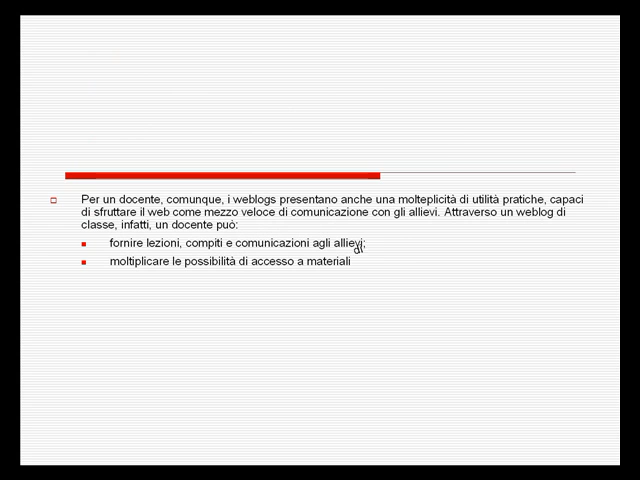 Per un docente, comunque, i weblogs presentano anche una molteplicità di utilità pratiche, capaci
di sfruttare il web come mezzo veloce di comunicazione con gli allievi. Attraverso un weblog di
classe, infatti, un docente può:
fornire lezioni, compiti e comunicazioni agli allievi;
moltiplicare le possibilità di accesso a materiali di